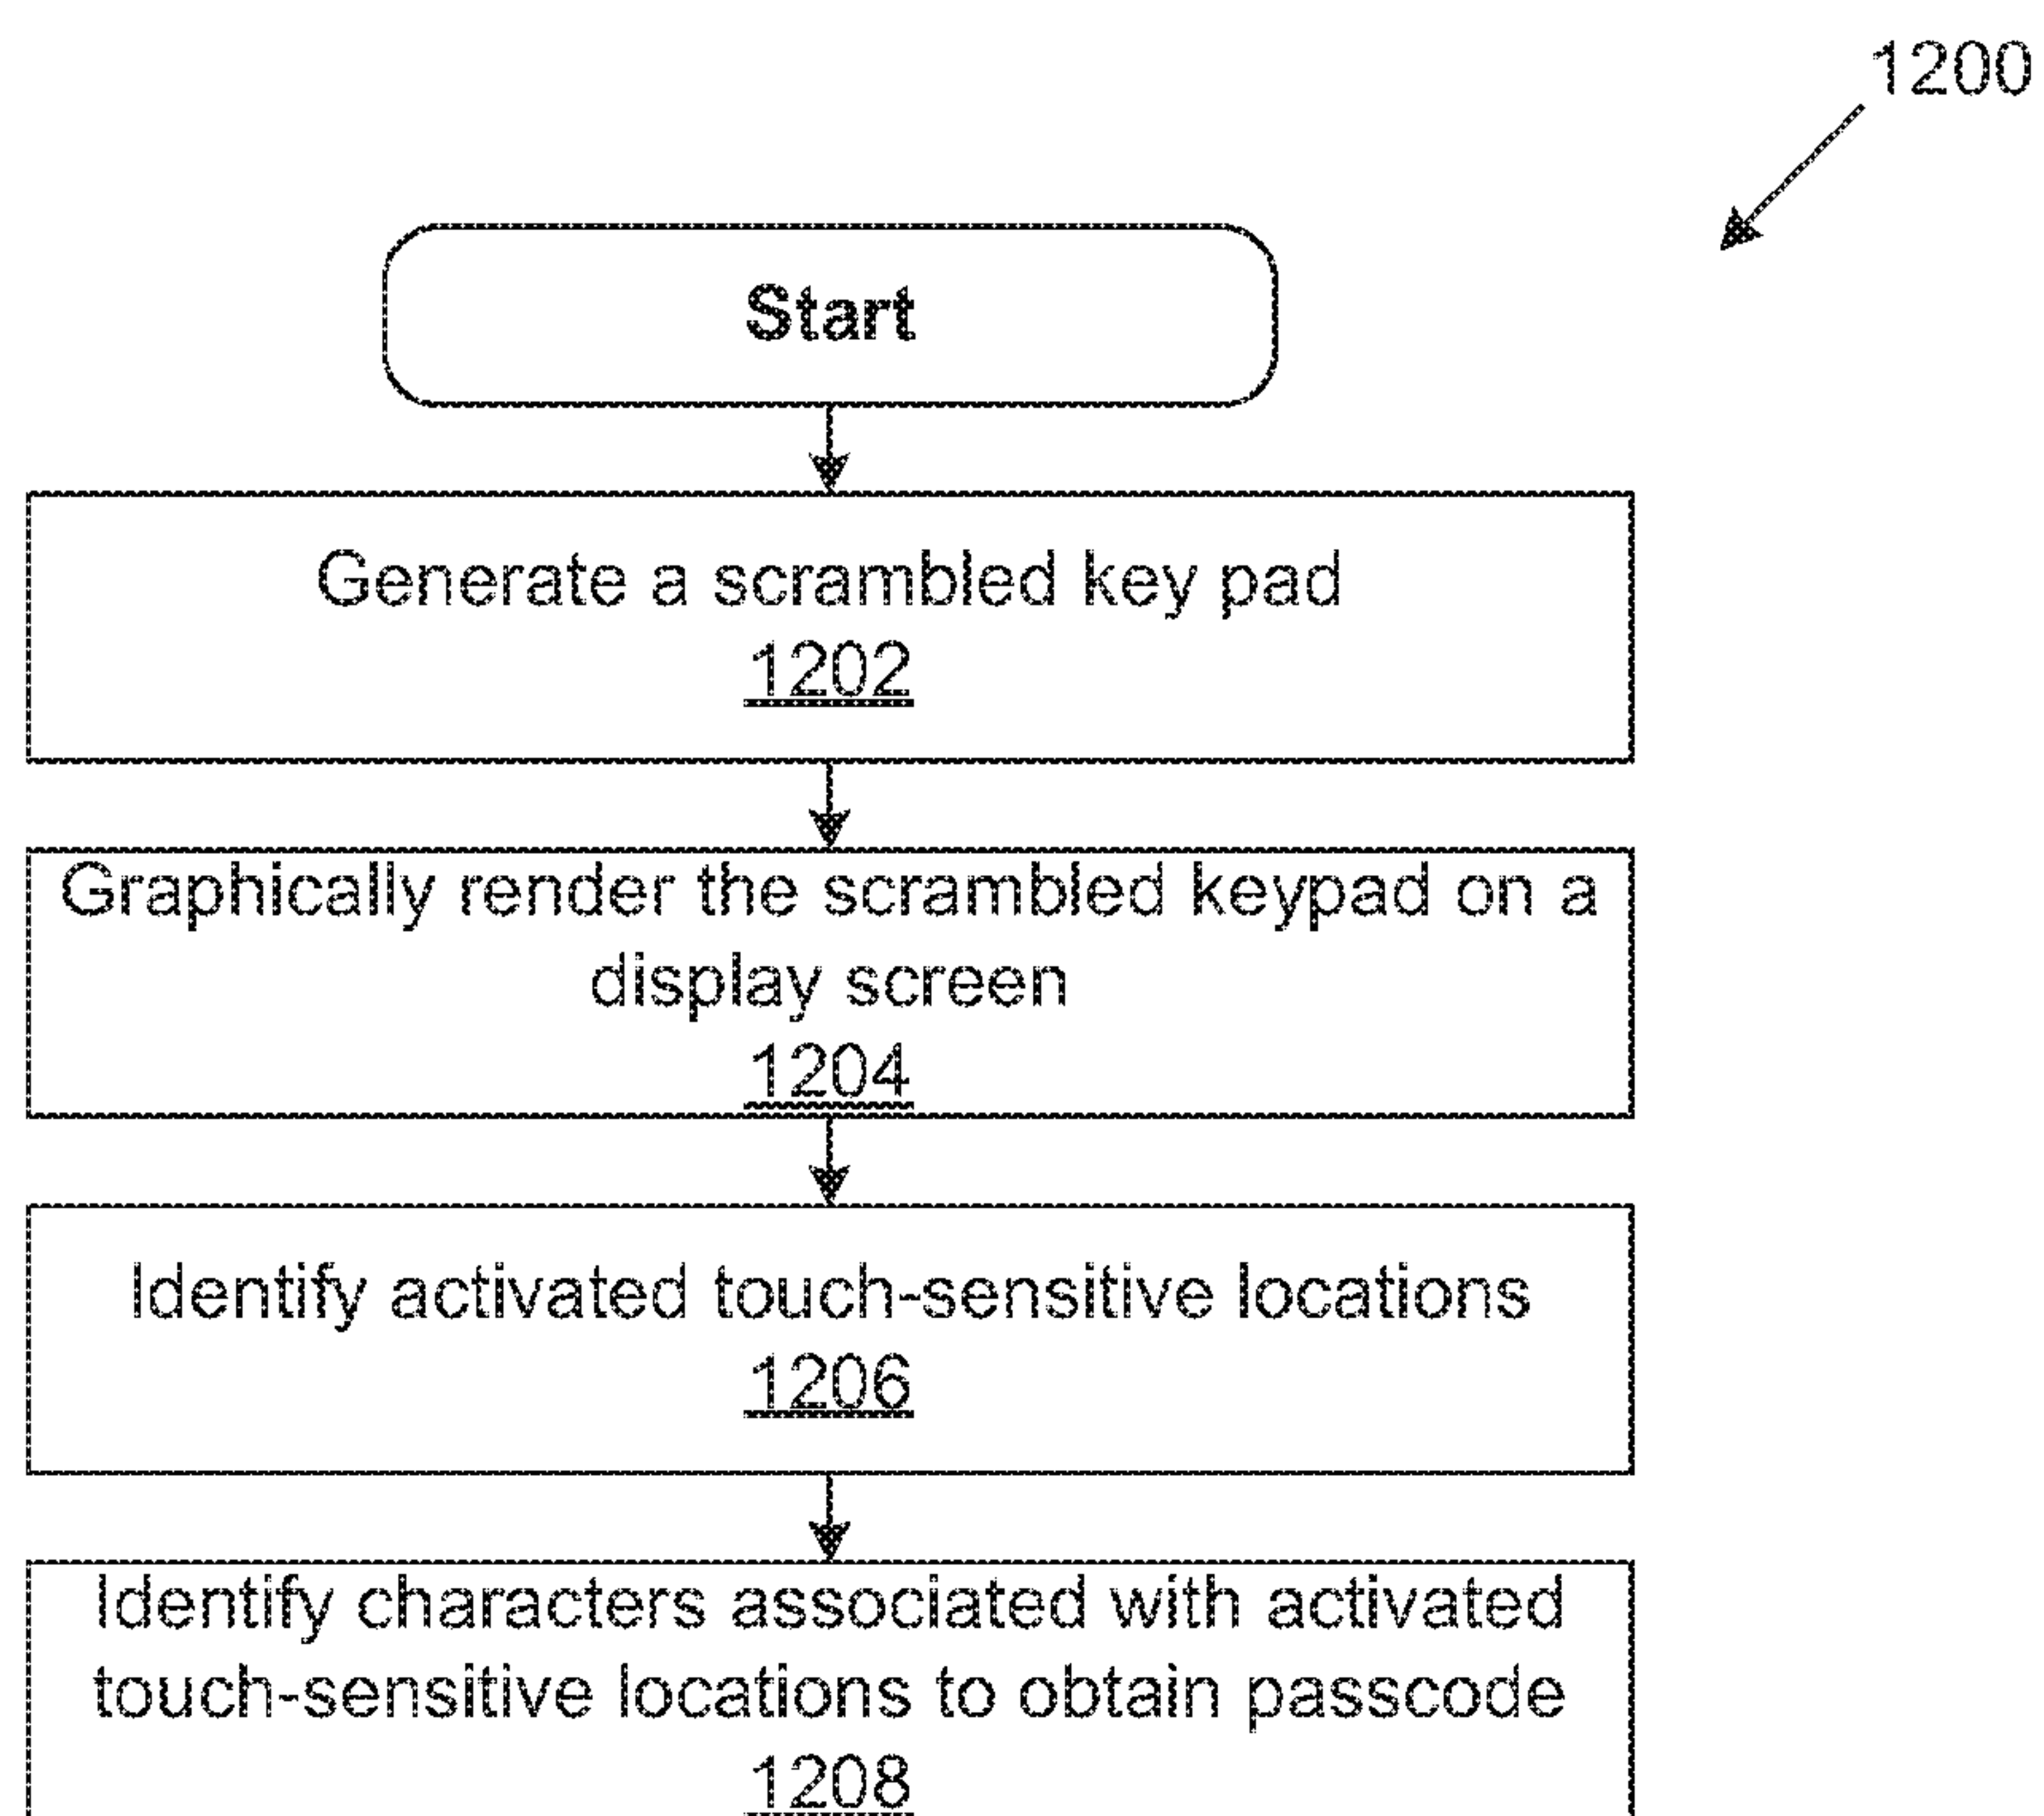 1200
Start
Generate a scrambled key pad
1202
Graphically render the scrambled keypad on a
display screen
1204
Identify activated touch-sensitive locations
1206
Identify characters associated with activated
touch-sensitive locations to obtain passcode
1208